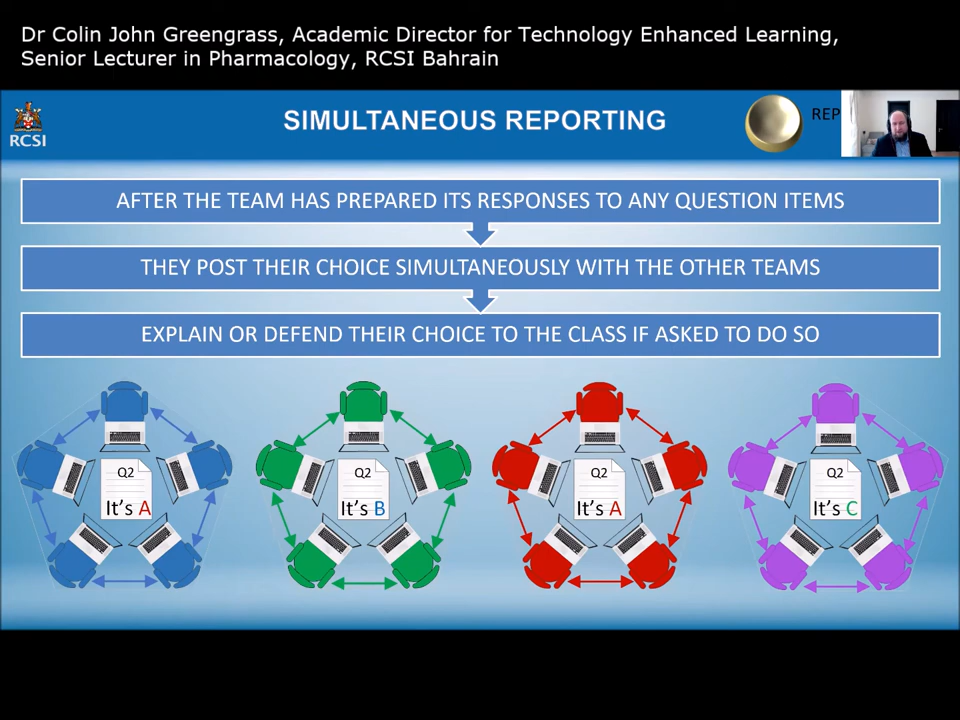 Dr Colin John Greengrass, Academic Director for Technology Enhanced Learning,
Senior Lecturer in Pharmacology, RCSI Bahrain
RCSI
SIMULTANEOUS REPORTING
REP
AFTER THE TEAM HAS PREPARED ITS RESPONSES TO ANY QUESTION ITEMS
THEY POST THEIR CHOICE SIMULTANEOUSLY WITH THE OTHER TEAMS
EXPLAIN OR DEFEND THEIR CHOICE TO THE CLASS IF ASKED TO DO SO
Q2
It's A
Q2
It's B
Q2
It's A
Q2
It's C